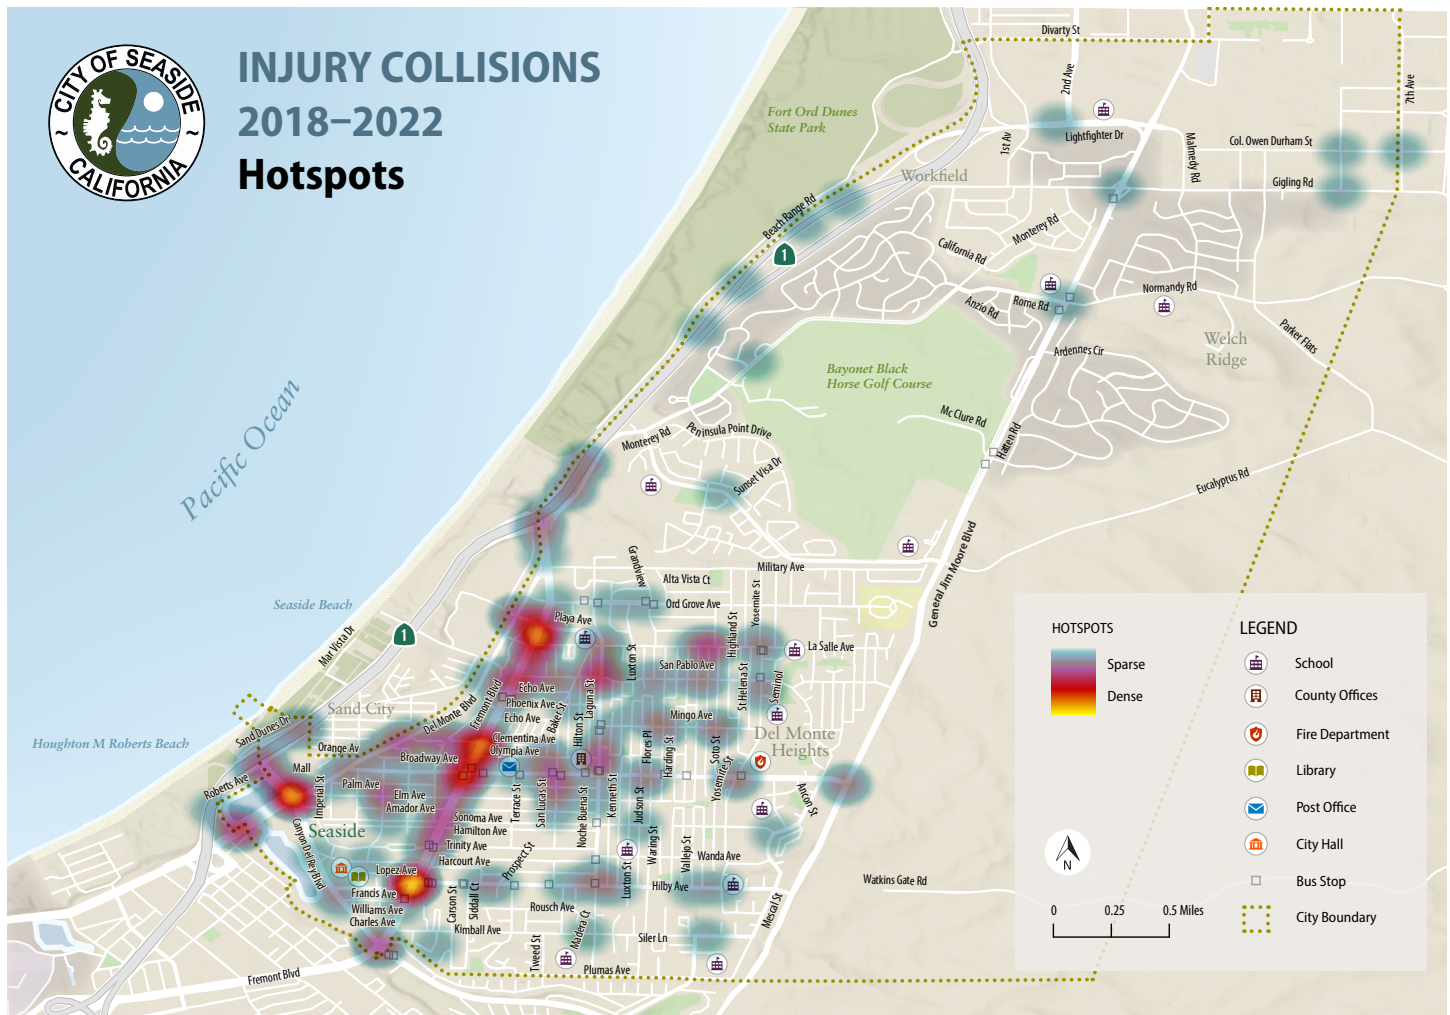 CITY OF SEASIDE
CALIFORNIA
INJURY COLLISIONS
2018–2022
Hotspots
Divarty St
2nd Ave
7th Ave
Fort Ord Dunes
State Park
1st Av
Lightfighter Dr
Malmedy Rd
Col. Owen Durham St
Gigling Rd
Workfield
Beach Range Rd
1
Monterey Rd
California Rd
Anzio Rd
Rome Rd
Normandy Rd
Parker Flats
Welch
Ridge
Ardennes Cir
Bayonet Black
Horse Golf Course
Mc Clure Rd
Hatten Rd
Eucalyptus Rd
Pacific Ocean
Monterey Rd
Peninsula Point Drive
Sunset Visa Dr
Military Ave
General Jim Moore Blvd
Grandview
Alta Vista Ct
Ord Grove Ave
Yosemite St
Highland St
Seaside Beach
Mar Vista Dr
1
Playa Ave
Luxton St
San Pablo Ave
La Salle Ave
St Helena St
Seminol
Echo Ave
Phoenix Ave
Echo Ave
Laguna St
Baker St
Hilton St
Mingo Ave
Fremont Blvd
Del Monte Blvd
Sand City
Sand Dunes Dr
Houghton M Roberts Beach
Orange Av
Clementina Ave
Olympia Ave
Broadway Ave
Flores Pl
Harding St
Soto St
Yosemite St
Del Monte
Heights
Mall
Roberts Ave
Imperial St
Palm Ave
Elm Ave
Amador Ave
Terrace St
San Lucas St
Noche Buena St
Kenneth St
Judson St
Ancon St
Seaside
Canyon DelRey Blvd
Sonoma Ave
Hamilton Ave
Trinity Ave
Harcourt Ave
Prospect St
Waring St
Vallejo St
Wanda Ave
Lopez Ave
Francis Ave
Williams Ave
Charles Ave
Carson St
Siddall Ct
Luxton St
Hilby Ave
Watkins Gate Rd
Rousch Ave
Kimball Ave
Madera Ct
Tweed St
Siler Ln
Mescal St
Plumas Ave
Fremont Blvd
HOTSPOTS
Sparse
Dense
LEGEND
School
County Offices
Fire Department
Library
Post Office
City Hall
Bus Stop
City Boundary
N
0 0.25 0.5 Miles